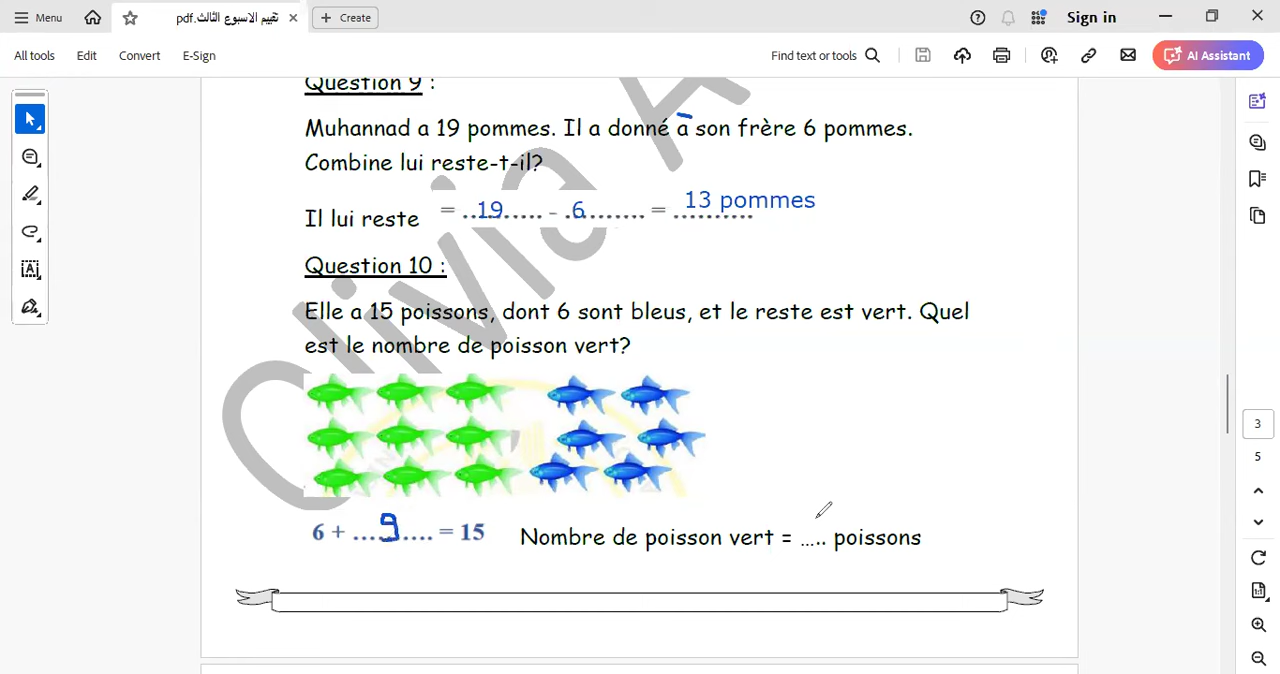 Menu
تقييم الاسبوع الثالث.pdf
Create
Sign in
All tools
Edit
Convert
E-Sign
Find text or tools
AI Assistant
Question 9 :
Muhannad a 19 pommes. Il a donné a son frère 6 pommes.
Combine lui reste-t-il?
Il lui reste = ...19...... - ..6........ = 13 pommes
Question 10 :
Elle a 15 poissons, dont 6 sont bleus, et le reste est vert. Quel
est le nombre de poisson vert?
6 + .....9..... = 15 Nombre de poisson vert = ….. poissons
3
5